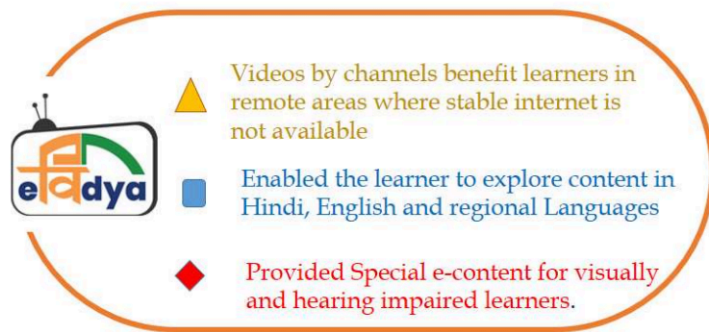 Videos by channels benefit learners in
remote areas where stable internet is
not available
eविद्या
Enabled the learner to explore content in
Hindi, English and regional Languages
Provided Special e-content for visually
and hearing impaired learners.